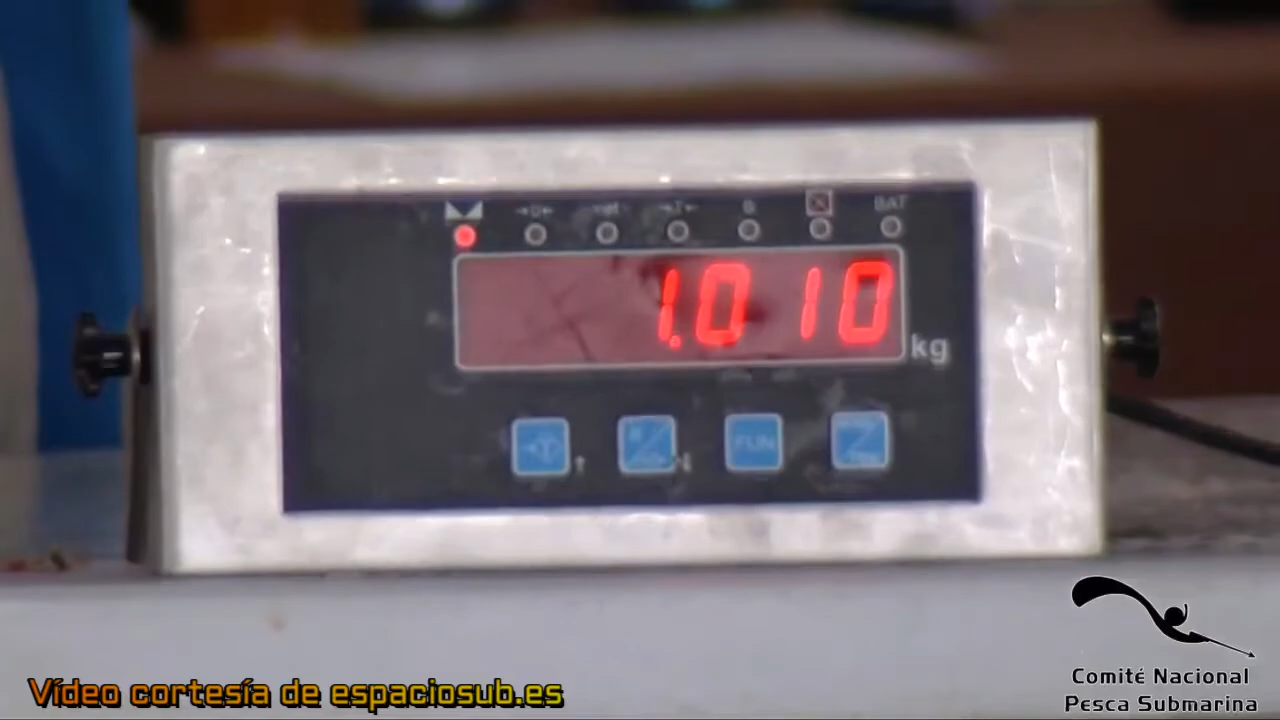 BAT
1.010
kg
FUN
Vídeo cortesía de espaciosub.es
Comité Nacional
Pesca Submarina